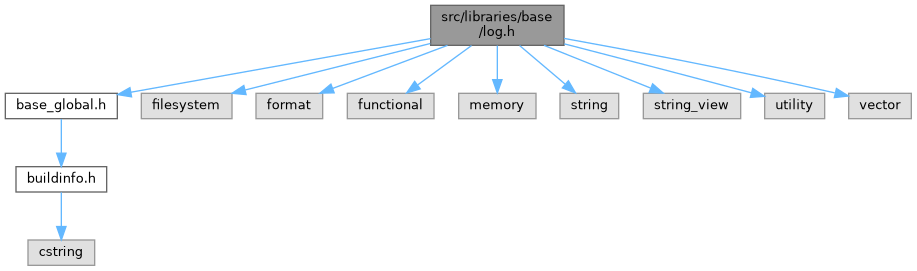 src/libraries/base
/log.h
base_global.h
filesystem
format
functional
memory
string
string_view
utility
vector
buildinfo.h
cstring